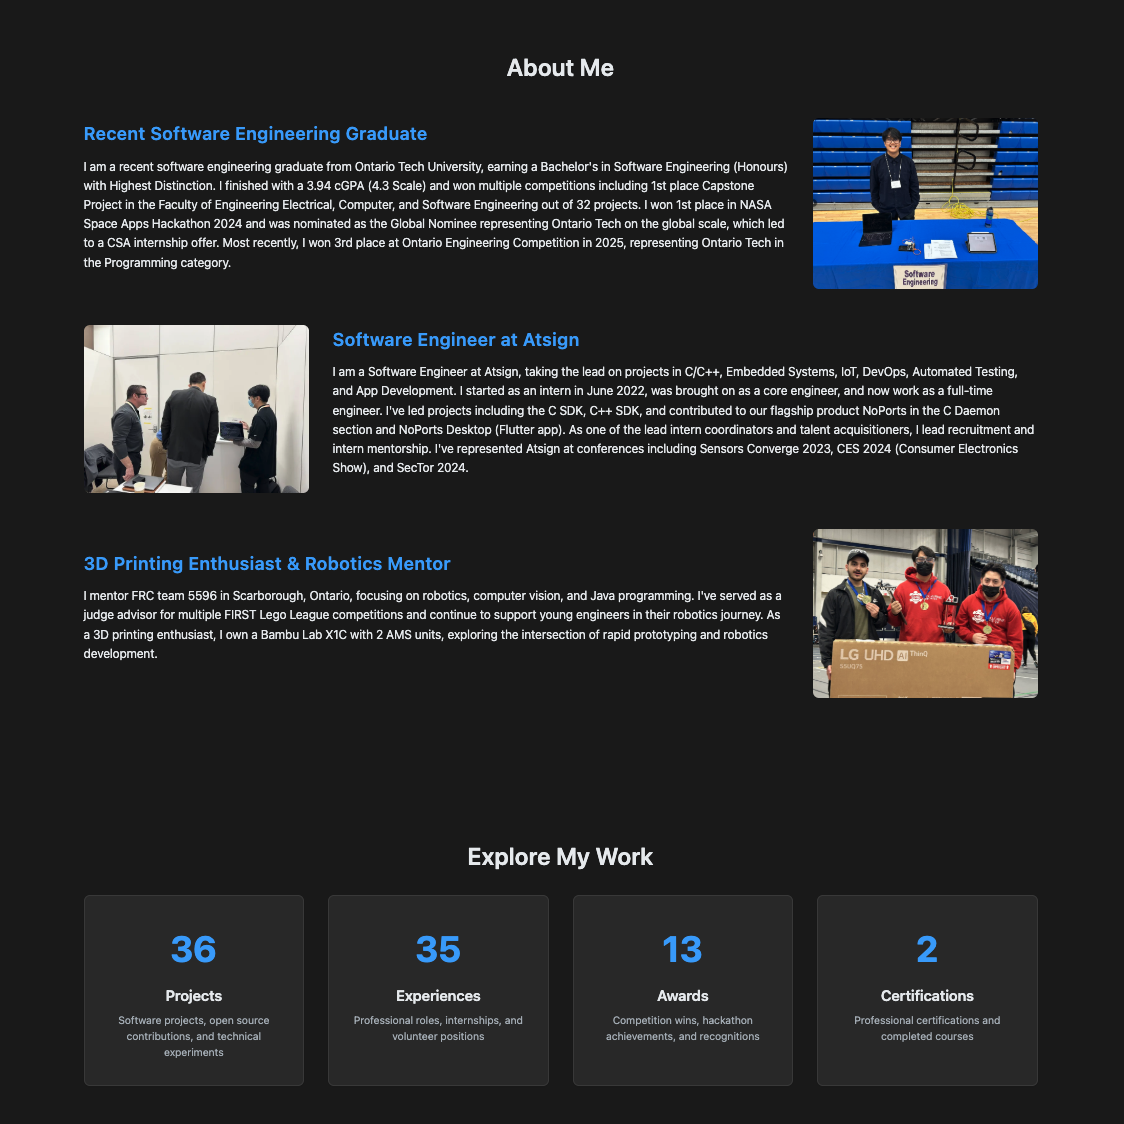 About Me
Recent Software Engineering Graduate
I am a recent software engineering graduate from Ontario Tech University, earning a Bachelor's in Software Engineering (Honours)
with Highest Distinction. I finished with a 3.94 cGPA (4.3 Scale) and won multiple competitions including 1st place Capstone
Project in the Faculty of Engineering Electrical, Computer, and Software Engineering out of 32 projects. I won 1st place in NASA
Space Apps Hackathon 2024 and was nominated as the Global Nominee representing Ontario Tech on the global scale, which led
to a CSA internship offer. Most recently, I won 3rd place at Ontario Engineering Competition in 2025, representing Ontario Tech in
the Programming category.
Software
Engineering
Software Engineer at Atsign
I am a Software Engineer at Atsign, taking the lead on projects in C/C++, Embedded Systems, IoT, DevOps, Automated Testing,
and App Development. I started as an intern in June 2022, was brought on as a core engineer, and now work as a full-time
engineer. I've led projects including the C SDK, C++ SDK, and contributed to our flagship product NoPorts in the C Daemon
section and NoPorts Desktop (Flutter app). As one of the lead intern coordinators and talent acquisitioners, I lead recruitment and
intern mentorship. I've represented Atsign at conferences including Sensors Converge 2023, CES 2024 (Consumer Electronics
Show), and SecTor 2024.
3D Printing Enthusiast & Robotics Mentor
I mentor FRC team 5596 in Scarborough, Ontario, focusing on robotics, computer vision, and Java programming. I've served as a
judge advisor for multiple FIRST Lego League competitions and continue to support young engineers in their robotics journey. As
a 3D printing enthusiast, I own a Bambu Lab X1C with 2 AMS units, exploring the intersection of rapid prototyping and robotics
development.
LG UHD AI ThinQ
Explore My Work
36
Projects
Software projects, open source
contributions, and technical
experiments
35
Experiences
Professional roles, internships, and
volunteer positions
13
Awards
Competition wins, hackathon
achievements, and recognitions
2
Certifications
Professional certifications and
completed courses